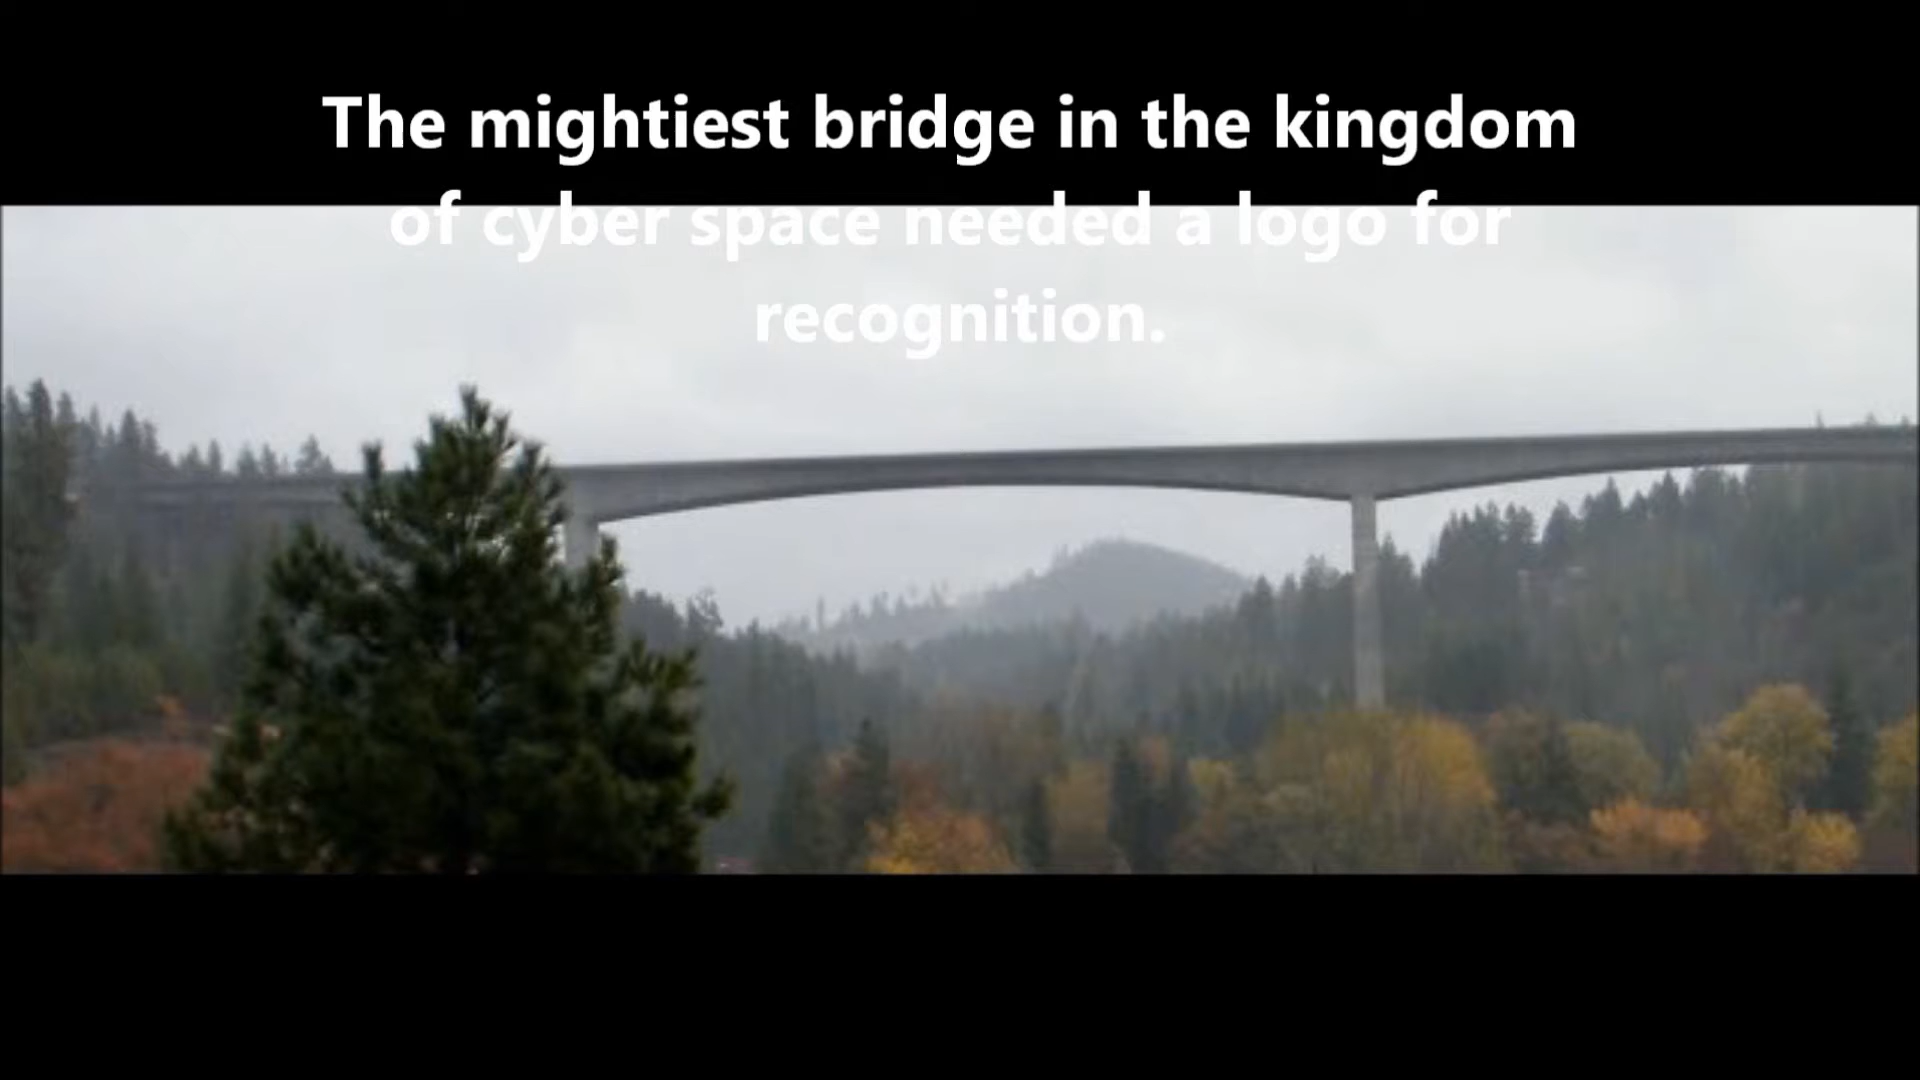 The mightiest bridge in the kingdom
of cyber space needed a logo for
recognition.